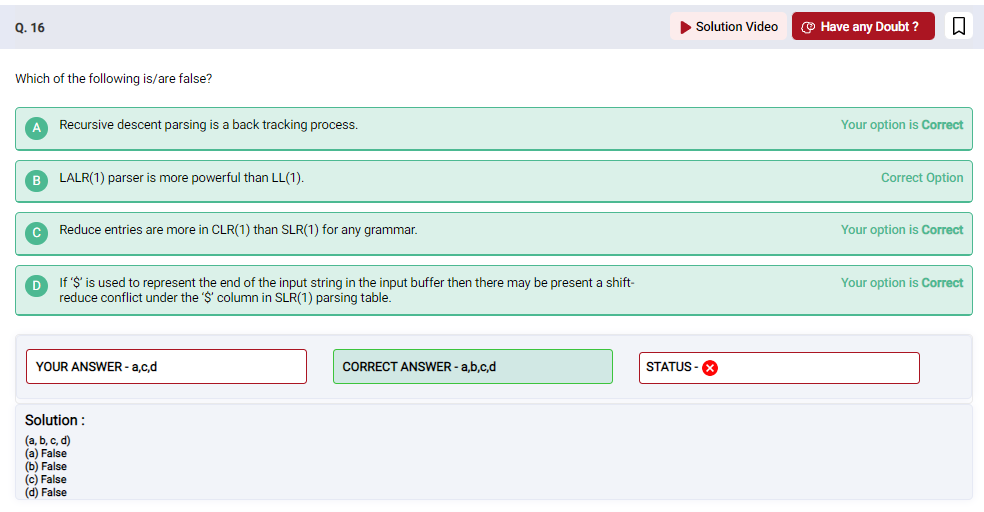 Q. 16
Solution Video
Have any Doubt ?
Which of the following is/are false?
A
Recursive descent parsing is a back tracking process.
Your option is Correct
B
LALR(1) parser is more powerful than LL(1).
Correct Option
C
Reduce entries are more in CLR(1) than SLR(1) for any grammar.
Your option is Correct
D
If '$' is used to represent the end of the input string in the input buffer then there may be present a shift-
reduce conflict under the '$' column in SLR(1) parsing table.
Your option is Correct
YOUR ANSWER - a,c,d
CORRECT ANSWER - a,b,c,d
STATUS -
Solution :
(a, b, c, d)
(a) False
(b) False
(c) False
(d) False